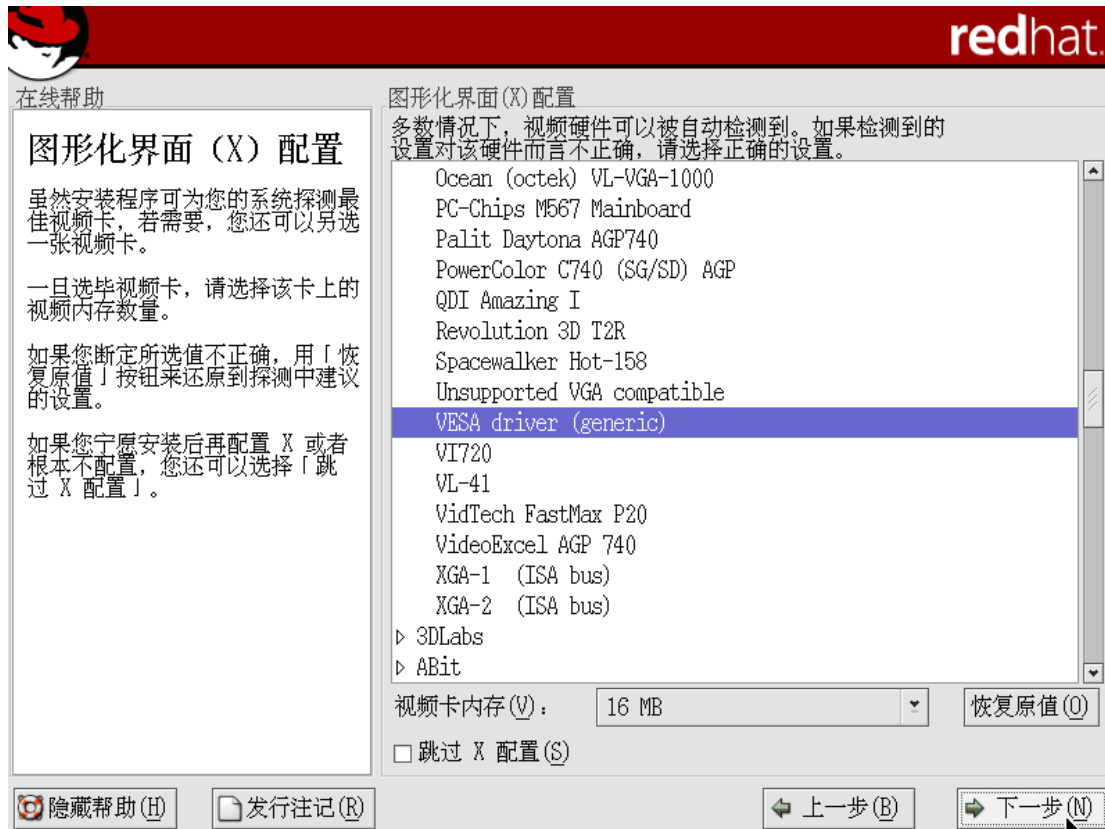 redhat.
在线帮助
图形化界面 (X) 配置
虽然安装程序可为您的系统探测最
佳视频卡，若需要，您还可以另选
一张视频卡。
一旦选毕视频卡，请选择该卡上的
视频内存数量。
如果您断定所选值不正确，用「恢
复原值」按钮来还原到探测中建议
的设置。
如果您宁愿安装后再配置 X 或者
根本不配置，您还可以选择「跳
过 X 配置」。
图形化界面(X)配置
多数情况下，视频硬件可以被自动检测到。如果检测到的
设置对该硬件而言不正确，请选择正确的设置。
Ocean (octek) VL-VGA-1000
PC-Chips M567 Mainboard
Palit Daytona AGP740
PowerColor C740 (SG/SD) AGP
QDI Amazing I
Revolution 3D T2R
Spacewalker Hot-158
Unsupported VGA compatible
VESA driver (generic)
VI720
VL-41
VidTech FastMax P20
VideoExcel AGP 740
XGA-1 (ISA bus)
XGA-2 (ISA bus)
3DLabs
ABit
视频卡内存(V)： 16 MB 恢复原值(O)
跳过 X 配置(S)
隐藏帮助(H) 发行注记(R) 上一步(B) 下一步(N)